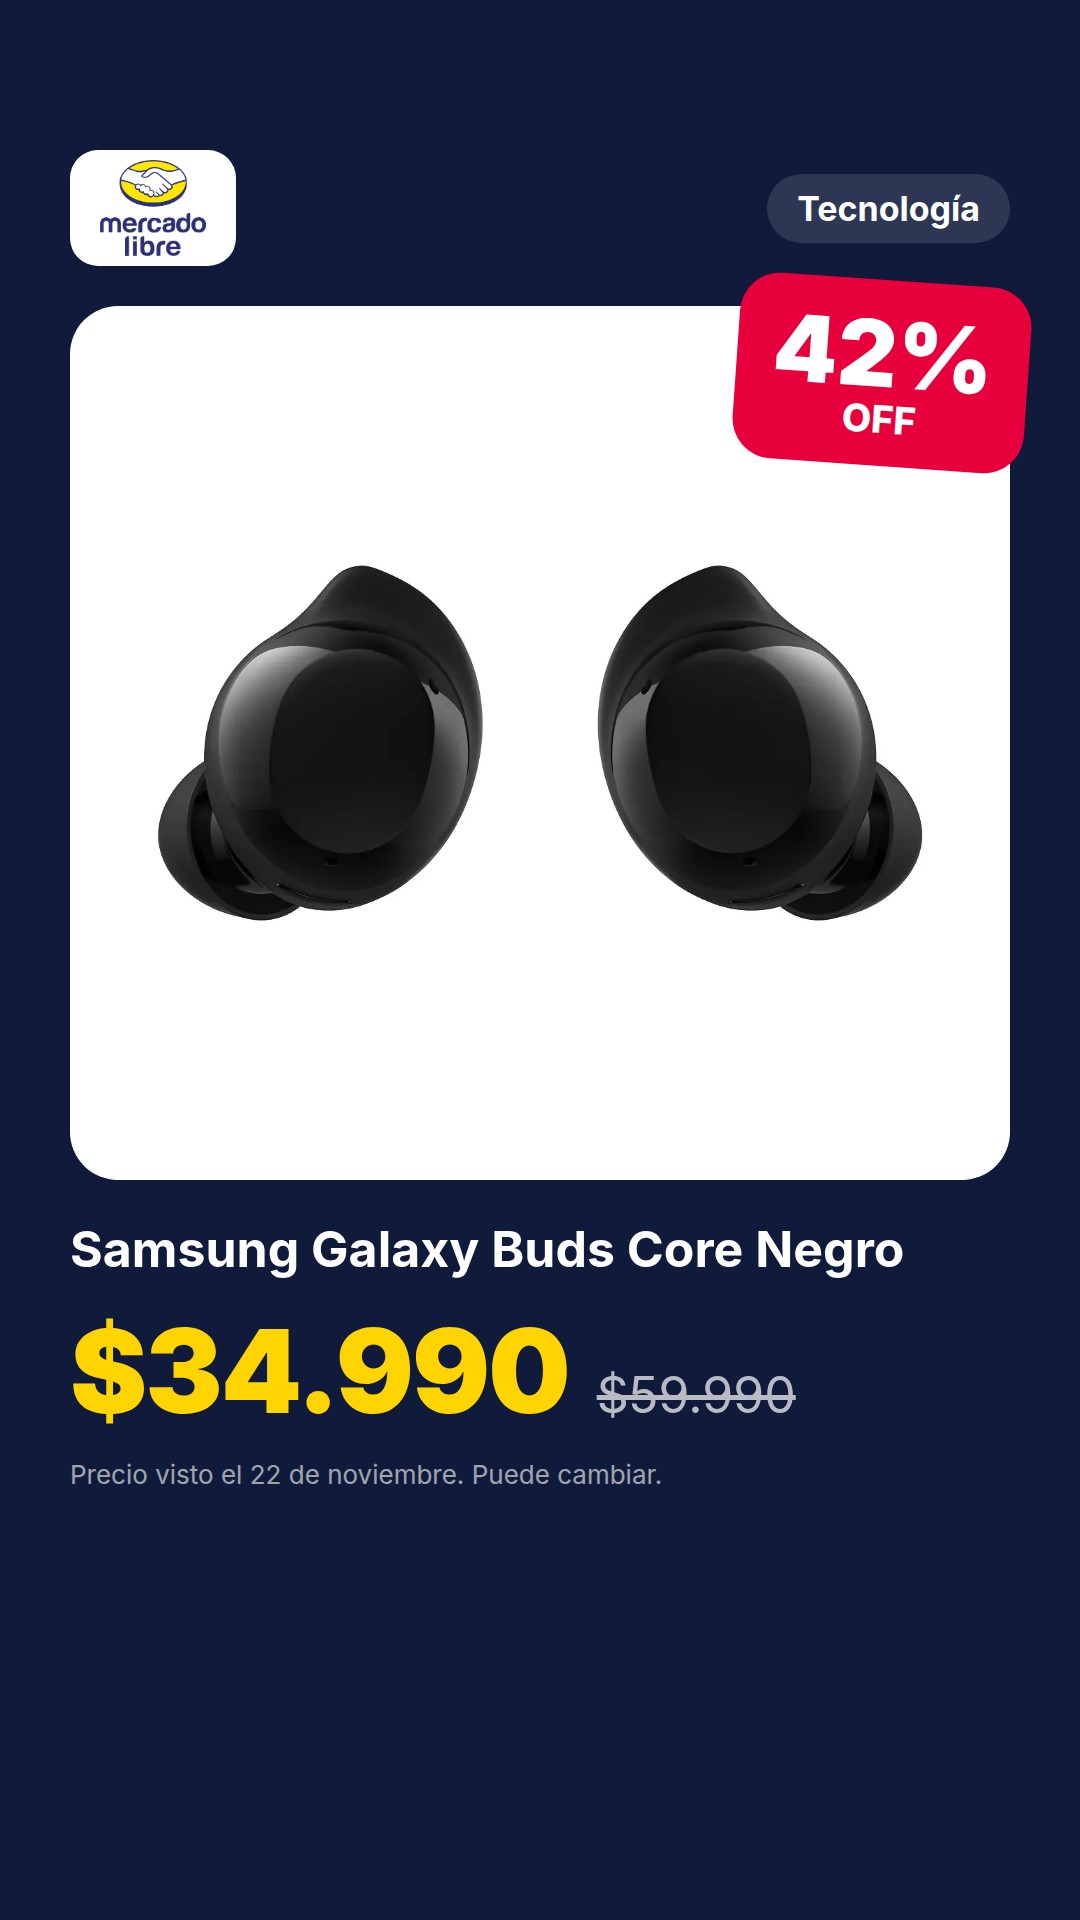 mercado
libre
Tecnología
42%
OFF
Samsung Galaxy Buds Core Negro
$34.990 $59.990
Precio visto el 22 de noviembre. Puede cambiar.